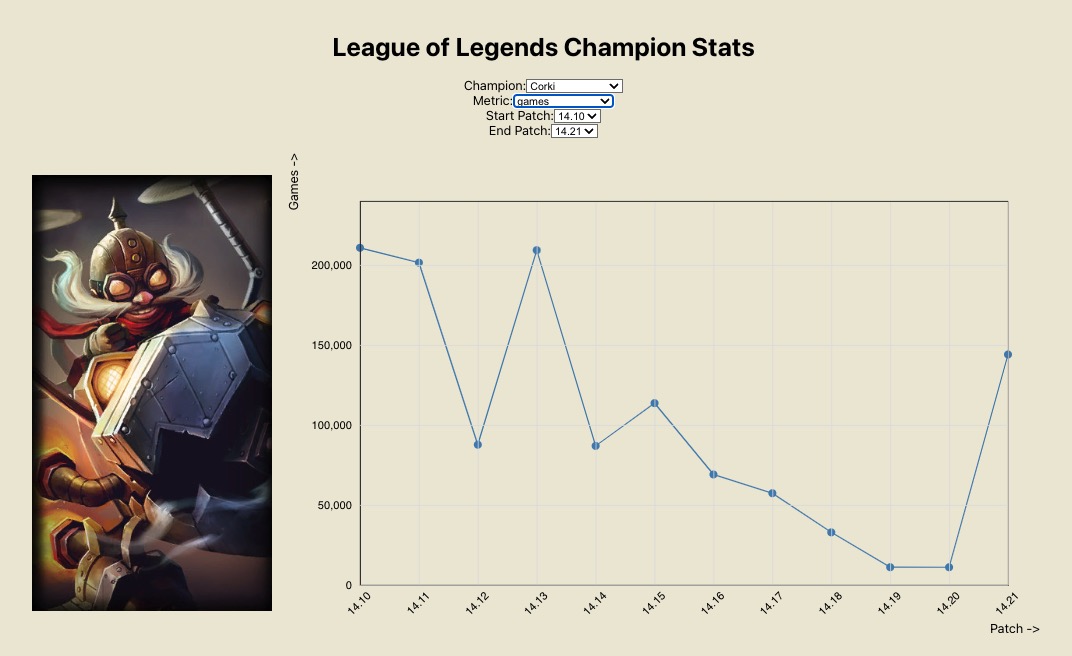 League of Legends Champion Stats
Champion: Corki
Metric: games
Start Patch: 14.10
End Patch: 14.21
Games ->
200,000
150,000
100,000
50,000
0
14.10 14.11 14.12 14.13 14.14 14.15 14.16 14.17 14.18 14.19 14.20 14.21
Patch ->